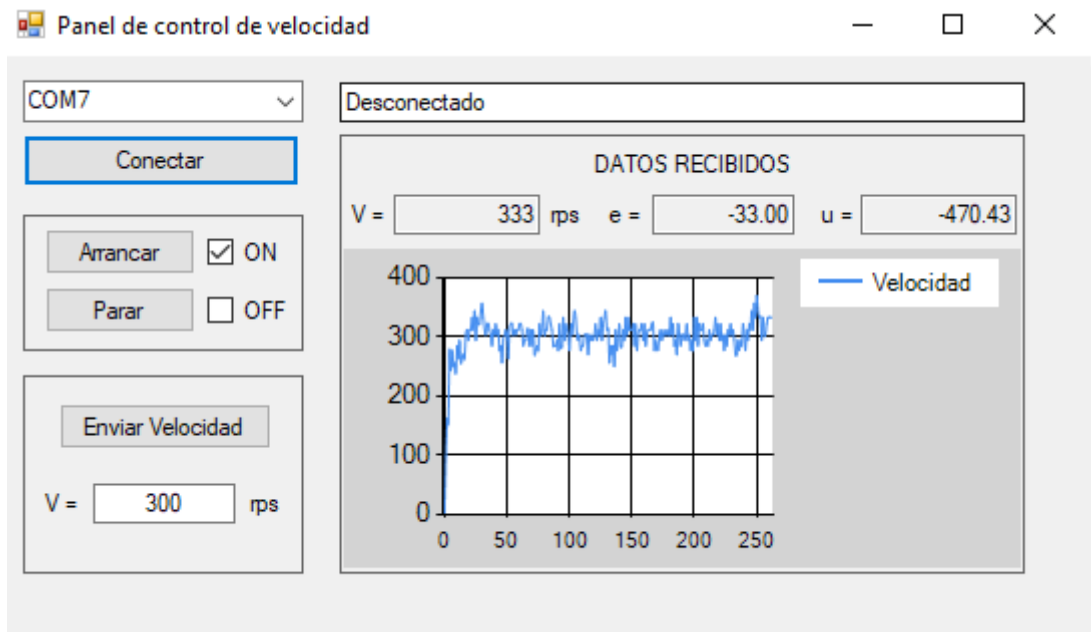 Panel de control de velocidad
COM7
Desconectado
Conectar
DATOS RECIBIDOS
V = 333 rps e = -33.00 u = -470.43
Arrancar ON
Parar OFF
Velocidad
400
300
200
100
0
0 50 100 150 200 250
Enviar Velocidad
V = 300 rps